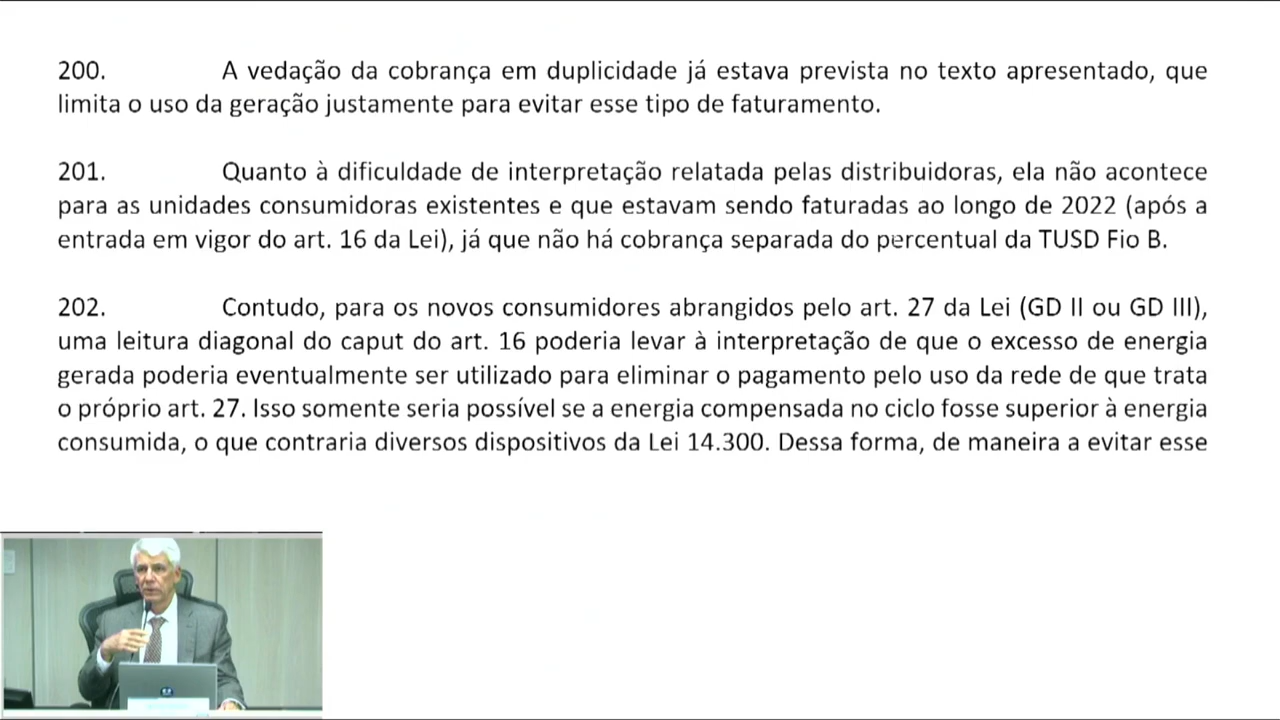 200. A vedação da cobrança em duplicidade já estava prevista no texto apresentado, que
limita o uso da geração justamente para evitar esse tipo de faturamento.
201. Quanto à dificuldade de interpretação relatada pelas distribuidoras, ela não acontece
para as unidades consumidoras existentes e que estavam sendo faturadas ao longo de 2022 (após a
entrada em vigor do art. 16 da Lei), já que não há cobrança separada do percentual da TUSD Fio B.
202. Contudo, para os novos consumidores abrangidos pelo art. 27 da Lei (GD II ou GD III),
uma leitura diagonal do caput do art. 16 poderia levar à interpretação de que o excesso de energia
gerada poderia eventualmente ser utilizado para eliminar o pagamento pelo uso da rede de que trata
o próprio art. 27. Isso somente seria possível se a energia compensada no ciclo fosse superior à energia
consumida, o que contraria diversos dispositivos da Lei 14.300. Dessa forma, de maneira a evitar esse